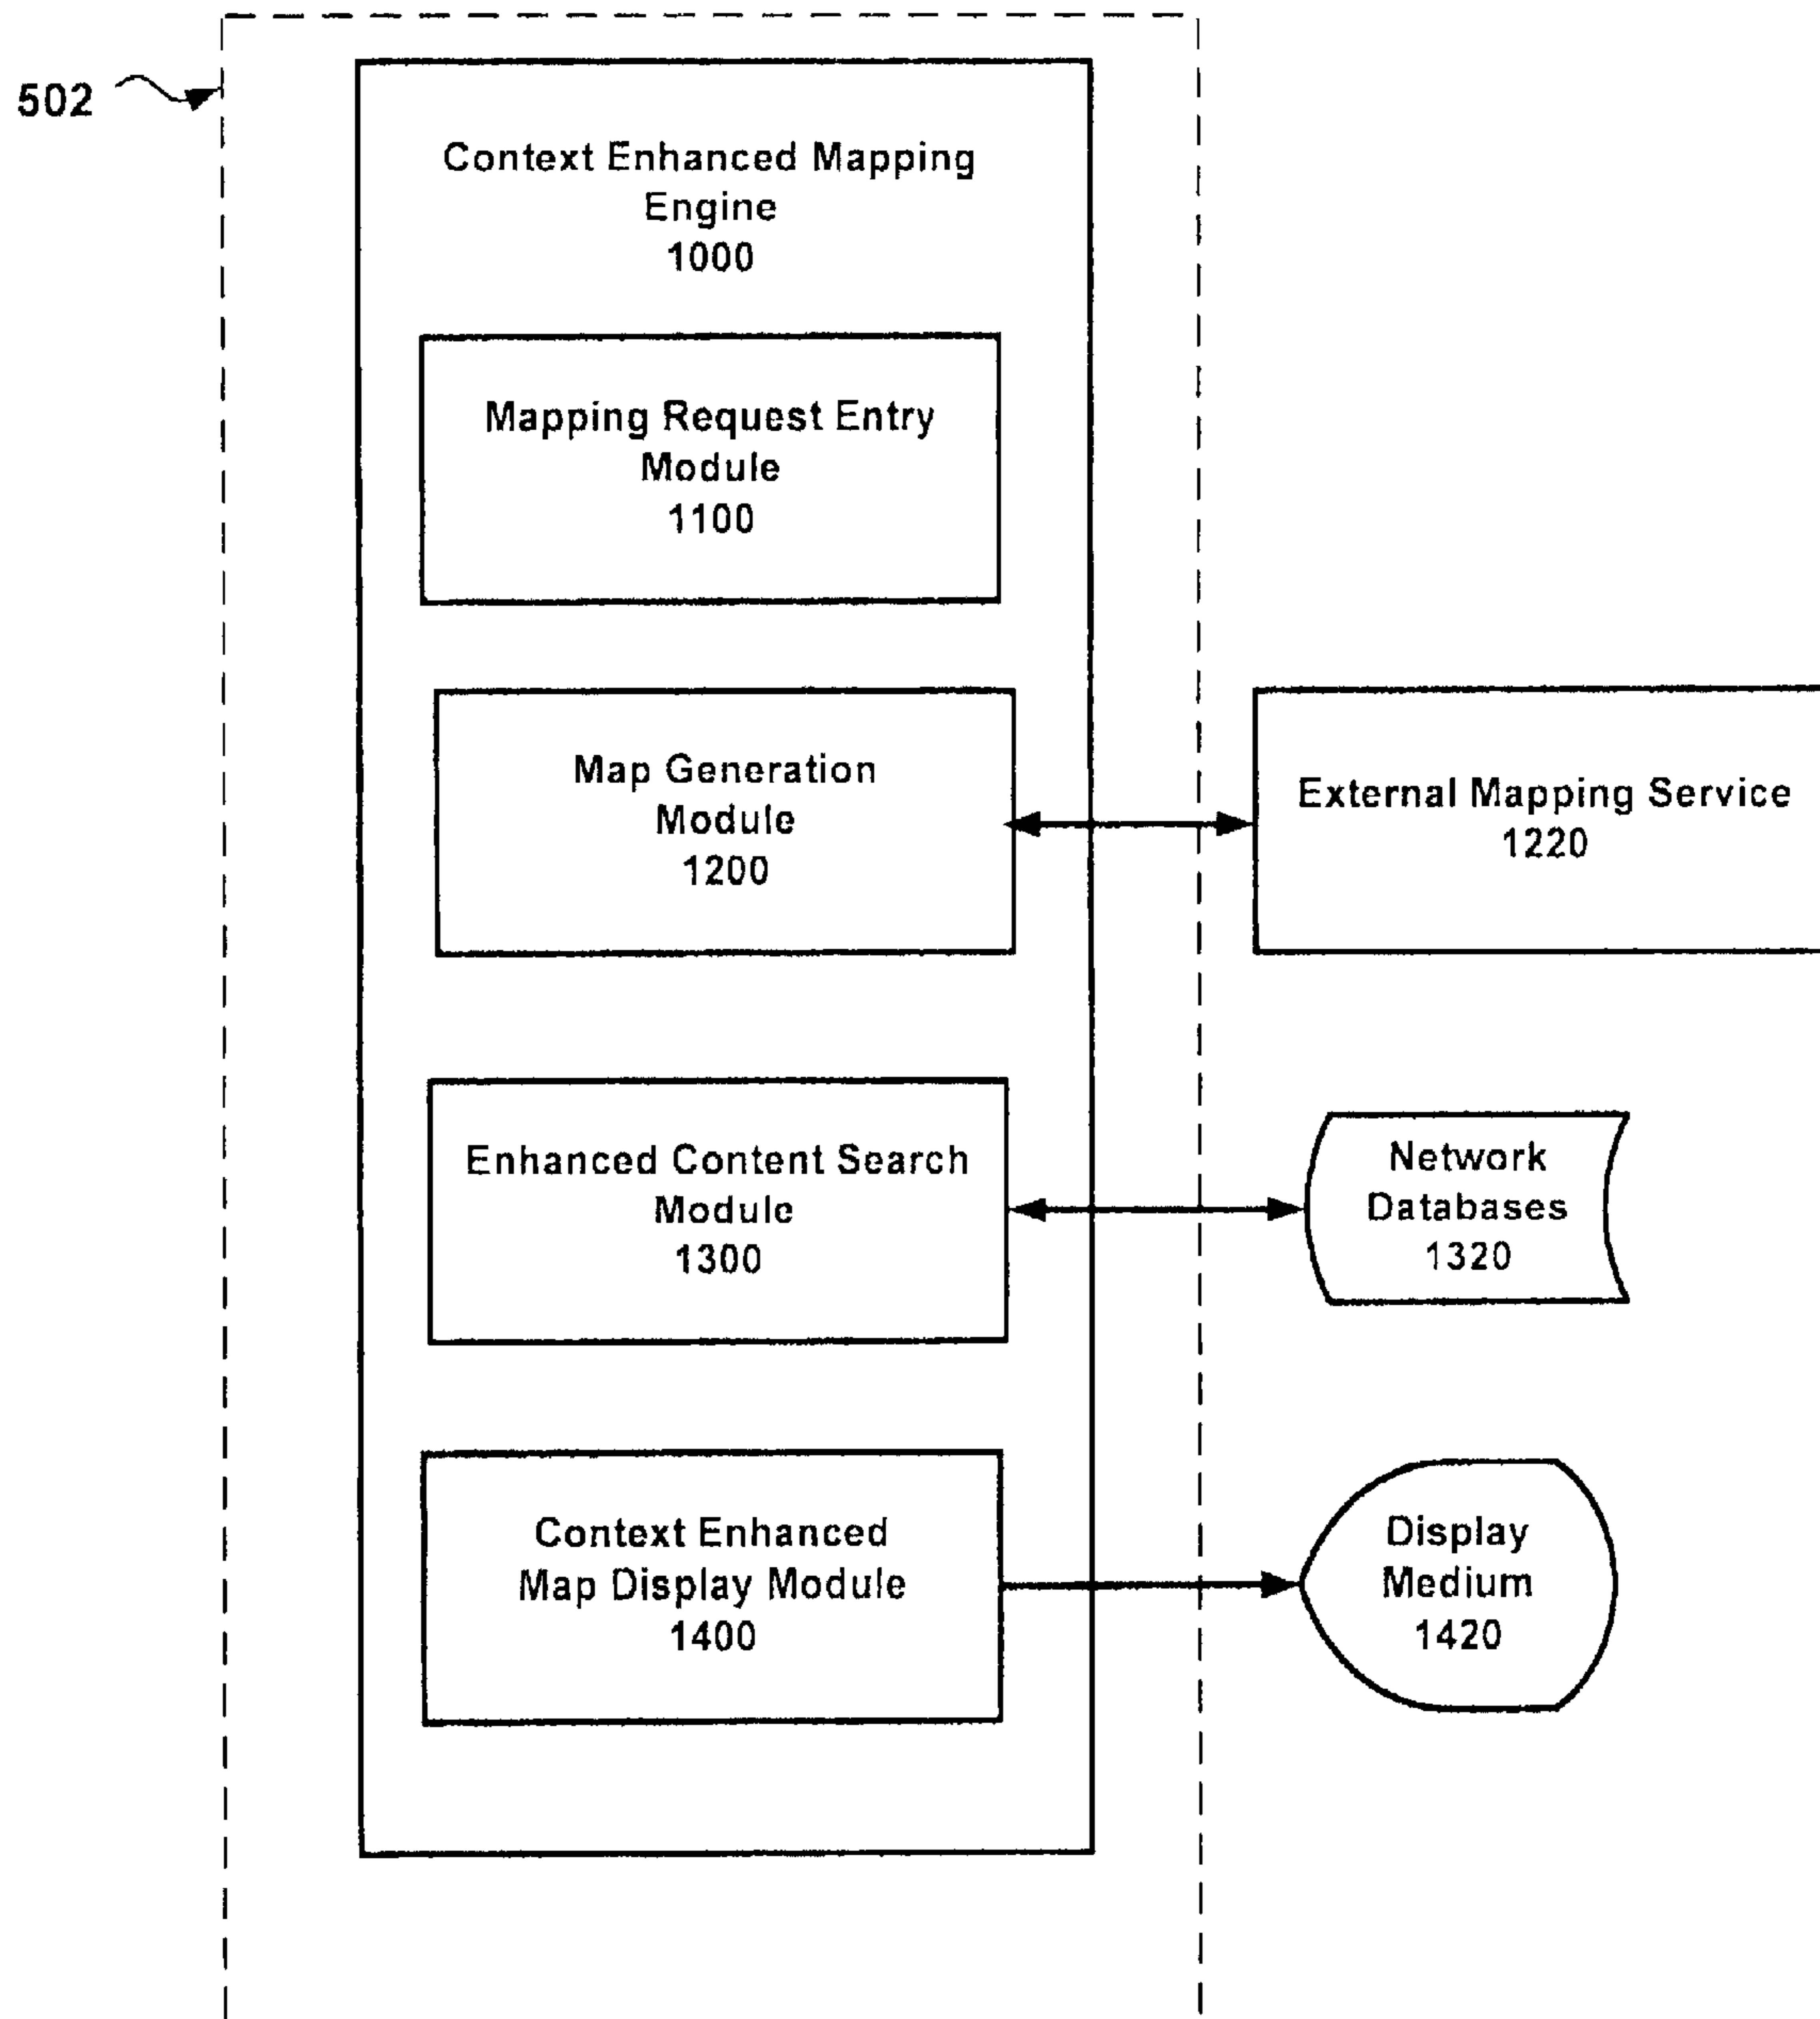 502
Context Enhanced Mapping
Engine
1000
Mapping Request Entry
Module
1100
Map Generation
Module
1200
External Mapping Service
1220
Enhanced Content Search
Module
1300
Network
Databases
1320
Context Enhanced
Map Display Module
1400
Display
Medium
1420